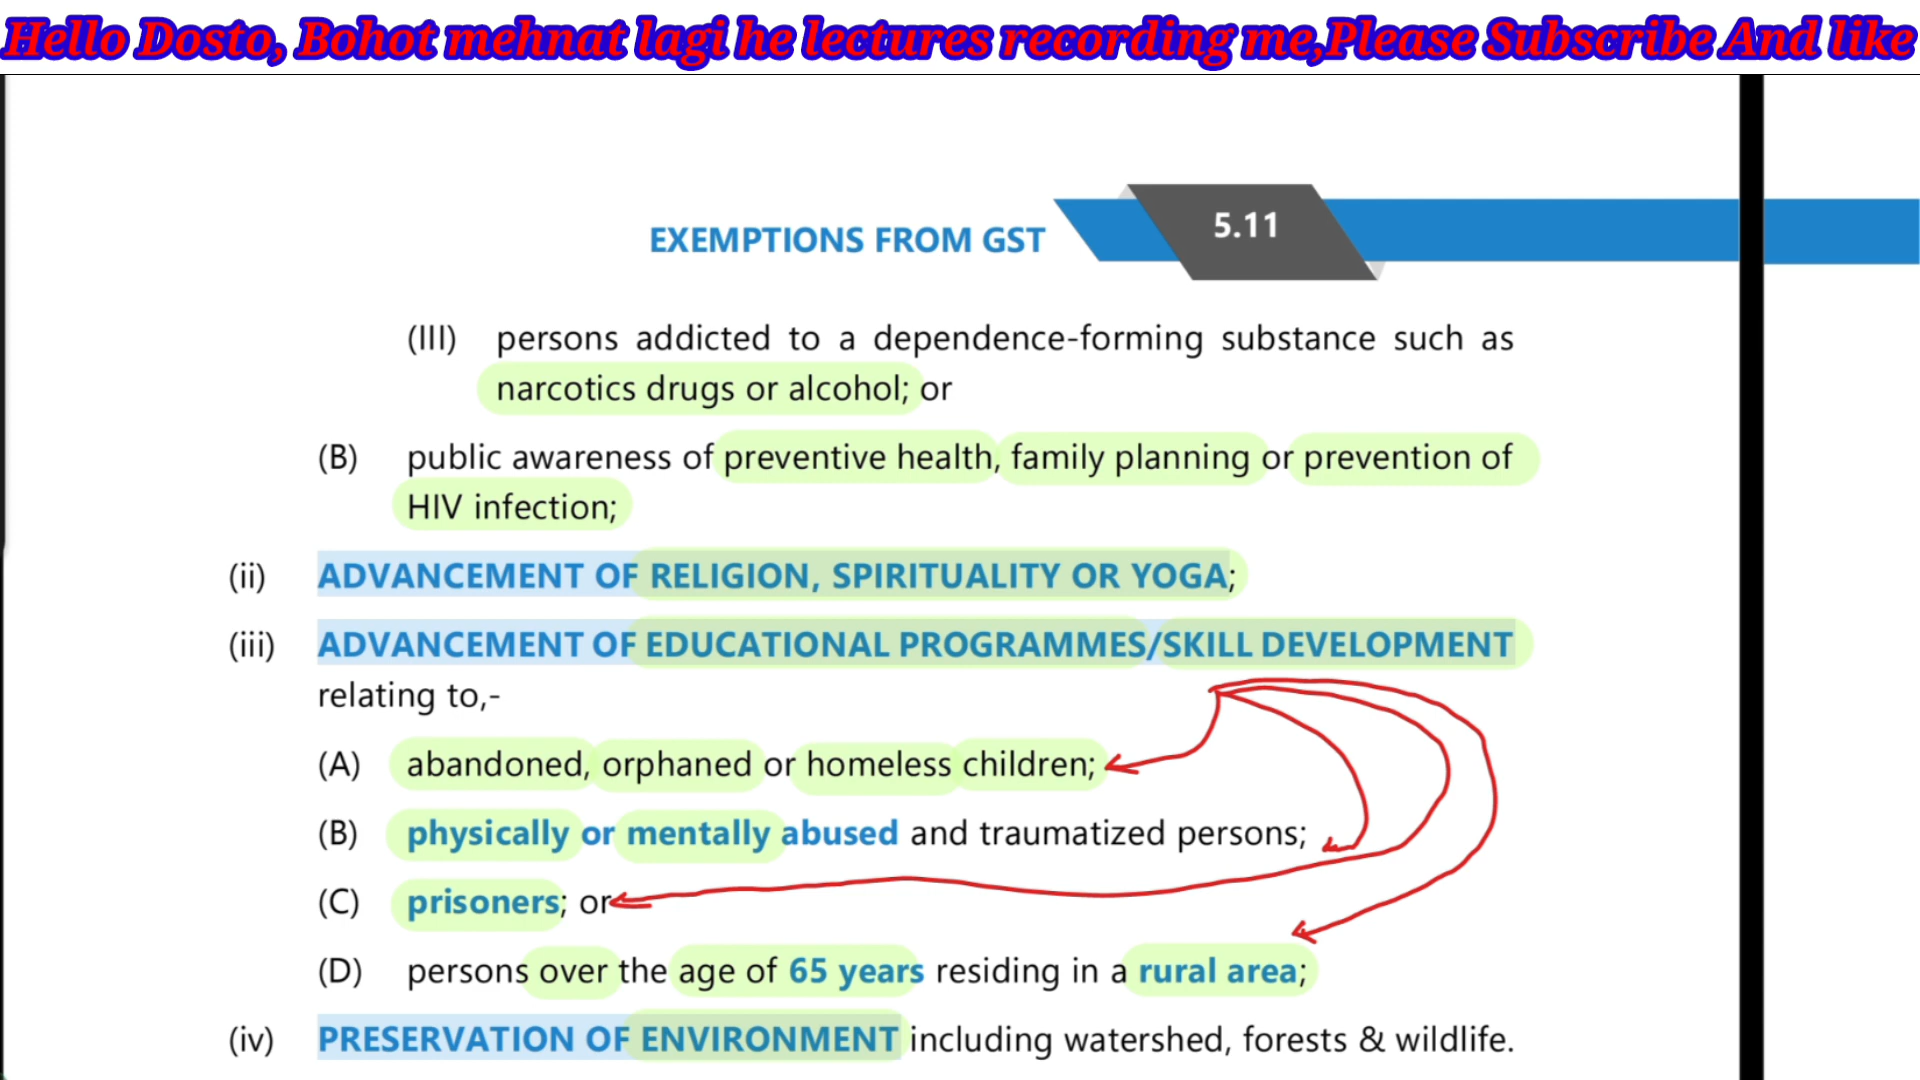 Hello Dosto, Bohot mehnat lagi he lectures recording me,Please Subscribe And like
EXEMPTIONS FROM GST 5.11
(III) persons addicted to a dependence-forming substance such as
narcotics drugs or alcohol; or
(B) public awareness of preventive health, family planning or prevention of
HIV infection;
(ii) ADVANCEMENT OF RELIGION, SPIRITUALITY OR YOGA;
(iii) ADVANCEMENT OF EDUCATIONAL PROGRAMMES/SKILL DEVELOPMENT
relating to,-
(A) abandoned, orphaned or homeless children;
(B) physically or mentally abused and traumatized persons;
(C) prisoners; or
(D) persons over the age of 65 years residing in a rural area;
(iv) PRESERVATION OF ENVIRONMENT including watershed, forests & wildlife.